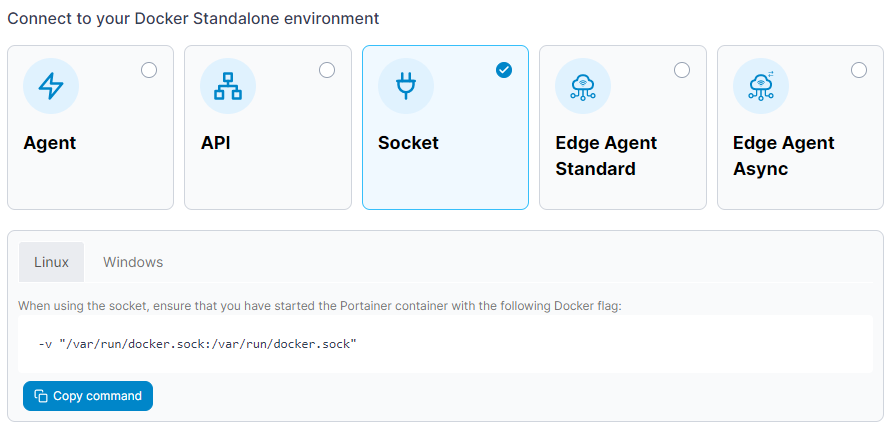 Connect to your Docker Standalone environment
Agent
API
Socket
Edge Agent
Standard
Edge Agent
Async
Linux
Windows
When using the socket, ensure that you have started the Portainer container with the following Docker flag:
-v "/var/run/docker.sock:/var/run/docker.sock"
Copy command